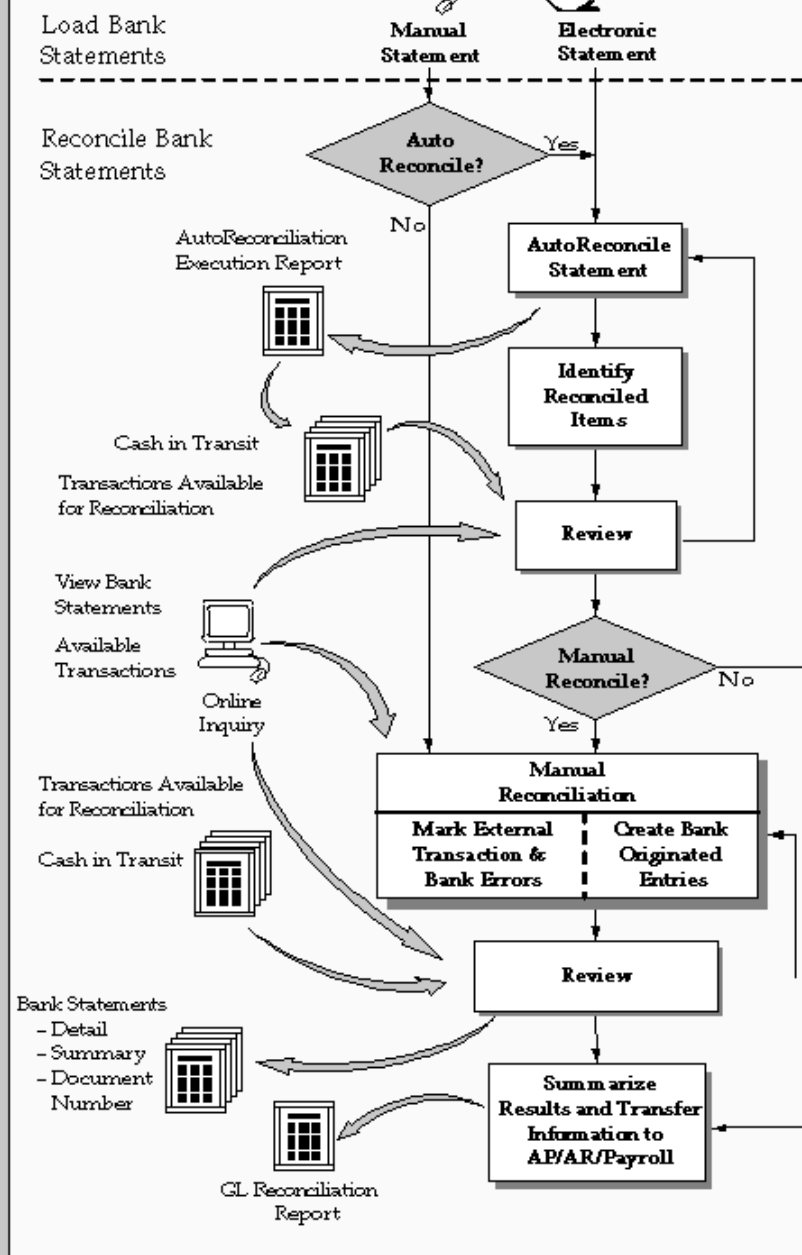 Load Bank
Statements
Manual
Statement
Electronic
Statement
Reconcile Bank
Statements
Auto
Reconcile?
Yes
No
AutoReconciliation
Execution Report
AutoReconcile
Statement
Identify
Reconciled
Items
Cash in Transit
Transactions Available
for Reconciliation
Review
View Bank
Statements
Available
Transactions
Online
Inquiry
Manual
Reconcile?
No
Yes
Manual
Reconciliation
Mark External
Transaction &
Bank Errors
Create Bank
Originated
Entries
Transactions Available
for Reconciliation
Cash in Transit
Review
Bank Statements
- Detail
- Summary
- Document
Number
Summarize
Results and Transfer
Information to
AP/AR/Payroll
GL Reconciliation
Report